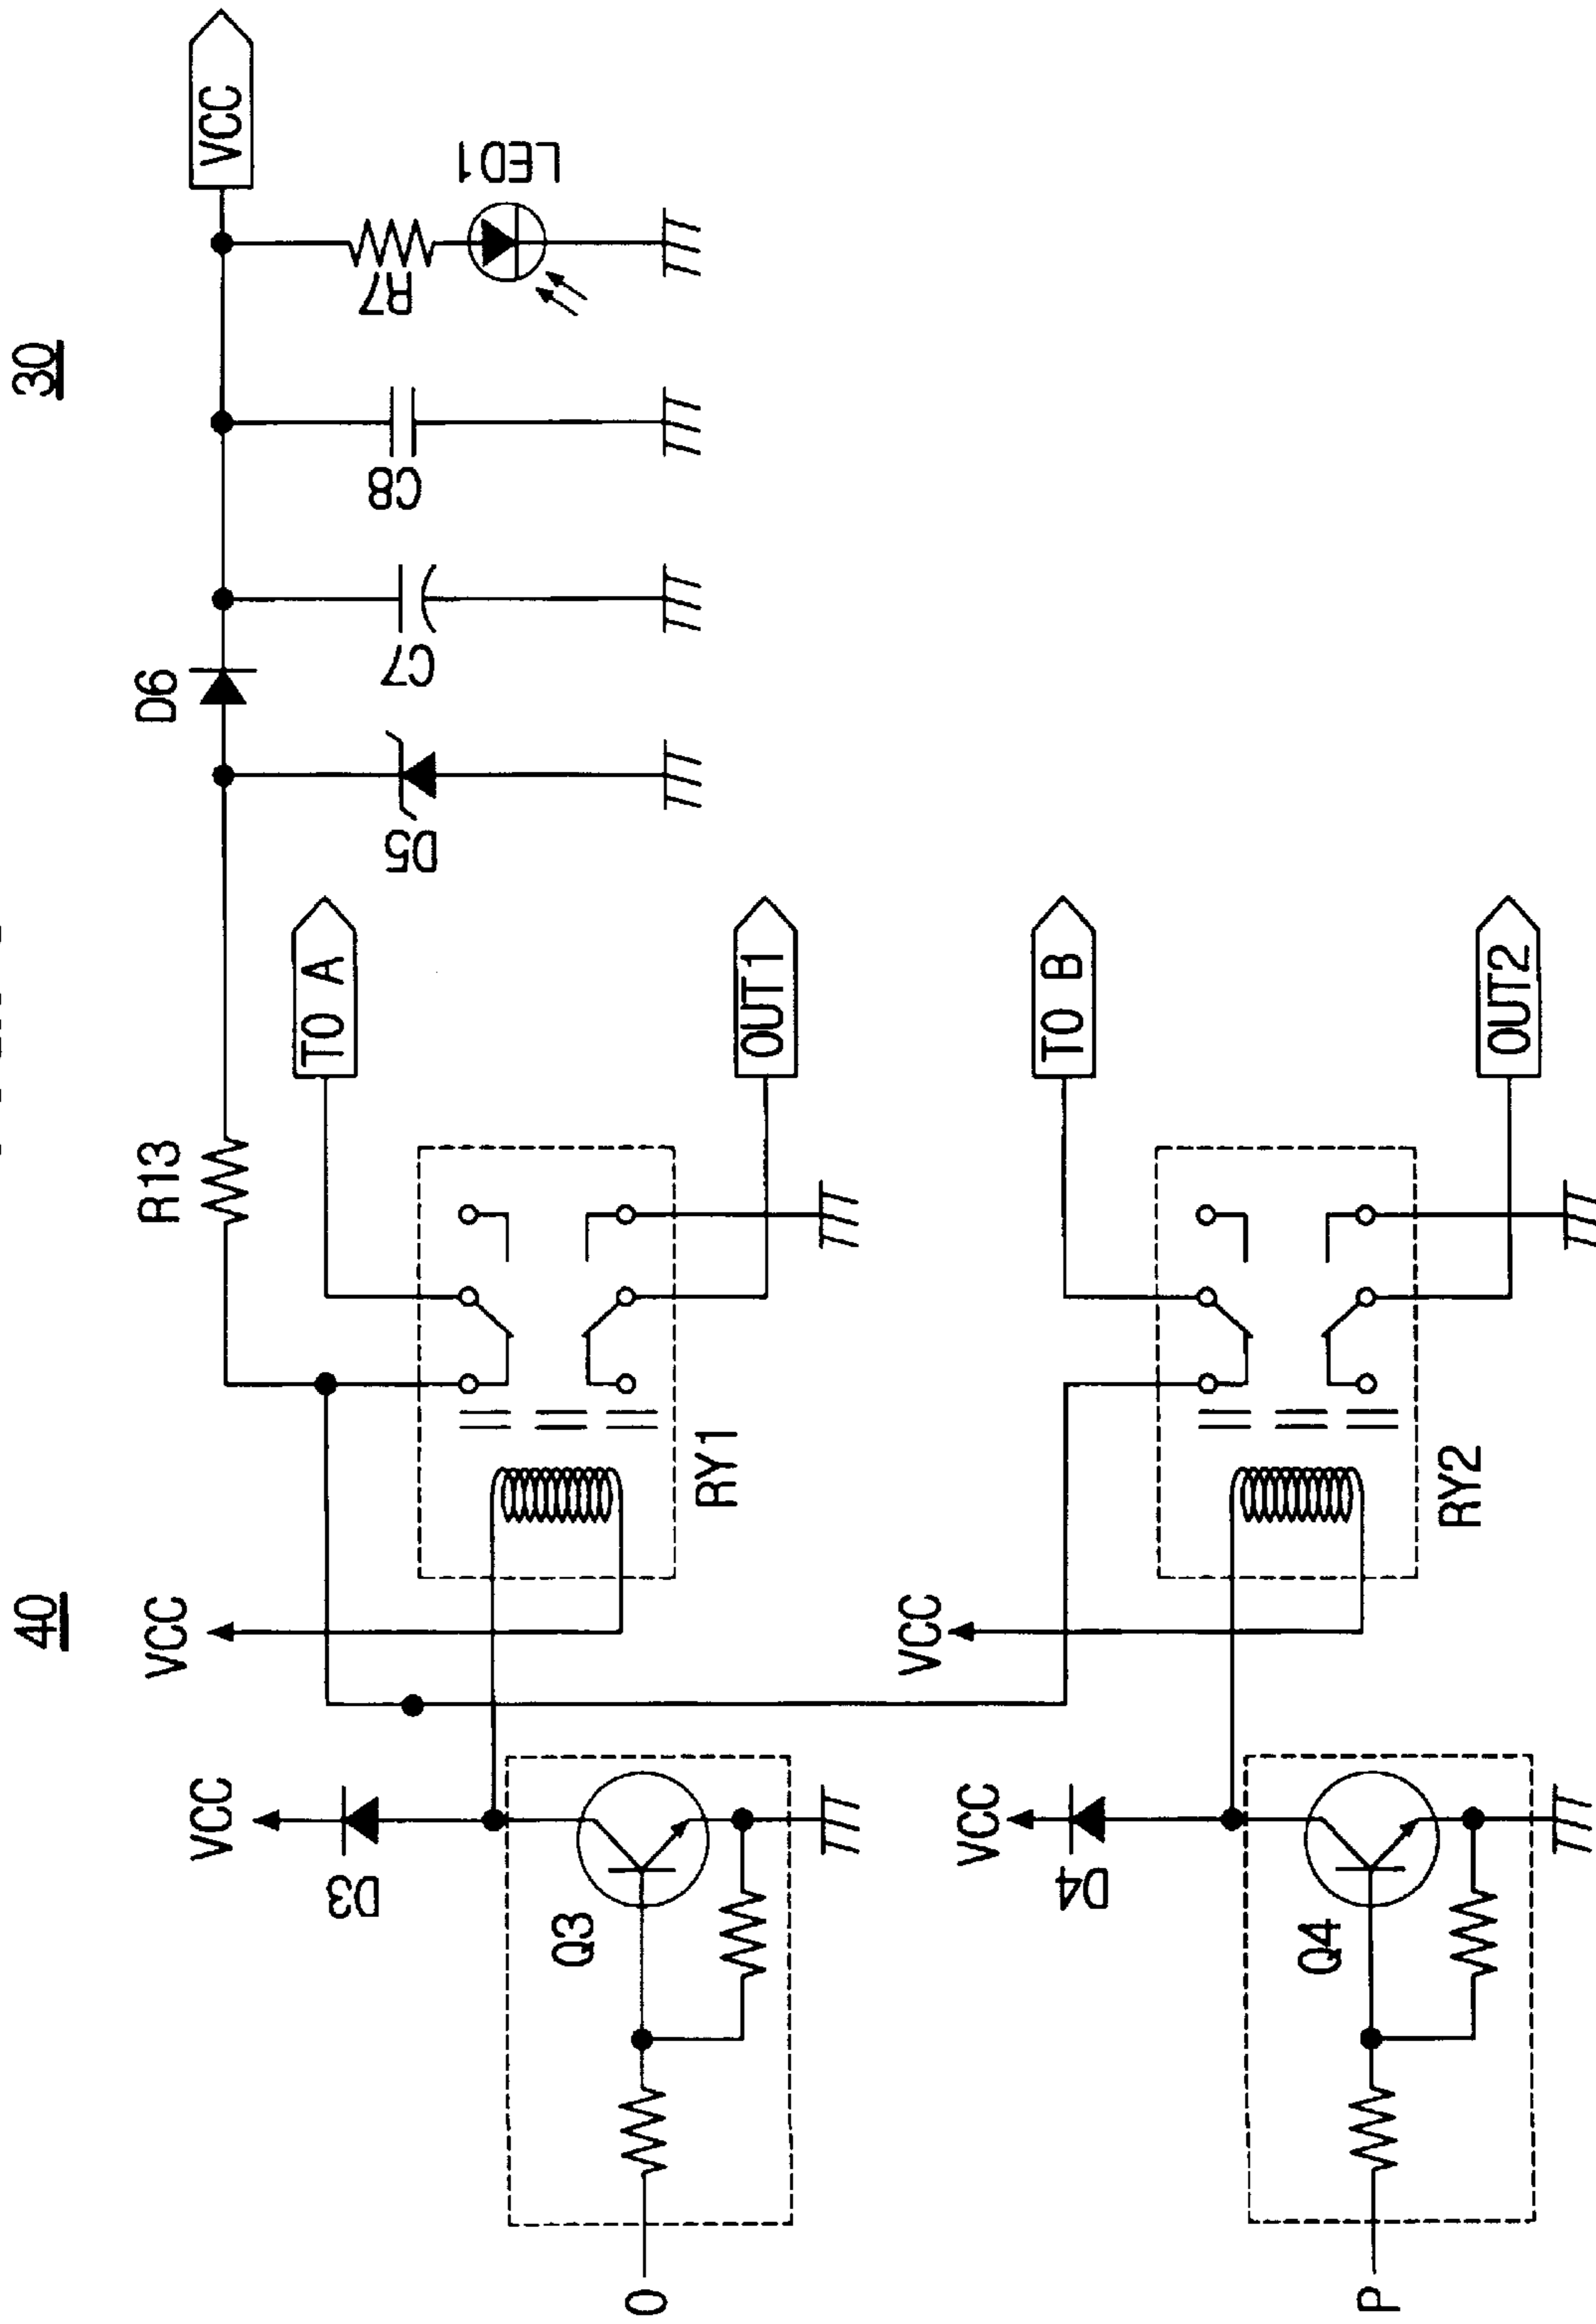 40
30
VCC
R13
D6
VCC
VCC
TO A
D5
C7
C8
R7
LED1
D3
Q3
RY1
OUT1
O
VCC
VCC
TO B
D4
Q4
RY2
OUT2
P